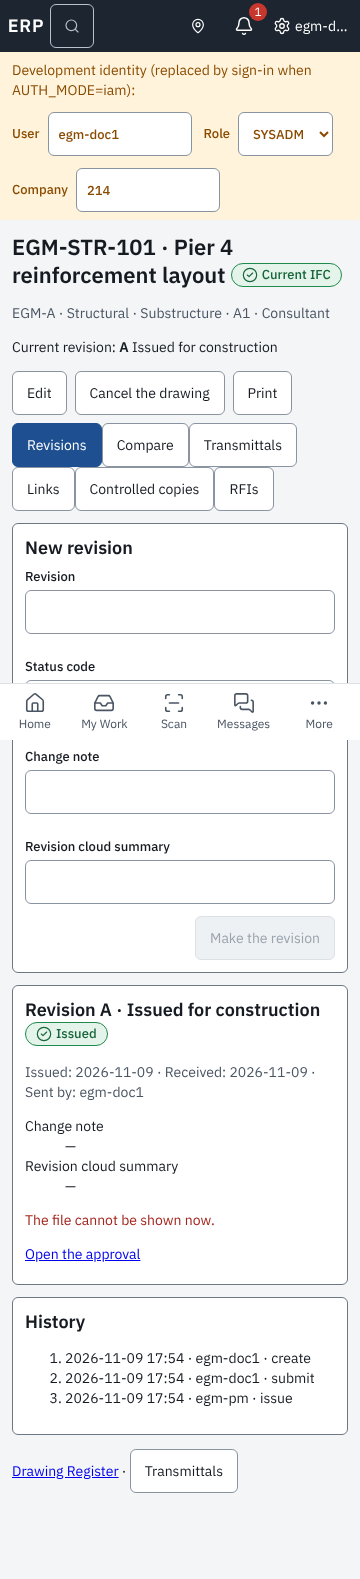 ERP
1
egm-d...
Development identity (replaced by sign-in when
AUTH_MODE=iam):
User egm-doc1 Role SYSADM
Company 214
EGM-STR-101 · Pier 4
reinforcement layout Current IFC
EGM-A · Structural · Substructure · A1 · Consultant
Current revision: A Issued for construction
Edit Cancel the drawing Print
Revisions Compare Transmittals
Links Controlled copies RFIs
New revision
Revision
Status code
Home My Work Scan Messages More
Change note
Revision cloud summary
Make the revision
Revision A · Issued for construction
Issued
Issued: 2026-11-09 · Received: 2026-11-09 ·
Sent by: egm-doc1
Change note
—
Revision cloud summary
—
The file cannot be shown now.
Open the approval
History
1. 2026-11-09 17:54 · egm-doc1 · create
2. 2026-11-09 17:54 · egm-doc1 · submit
3. 2026-11-09 17:54 · egm-pm · issue
Drawing Register · Transmittals